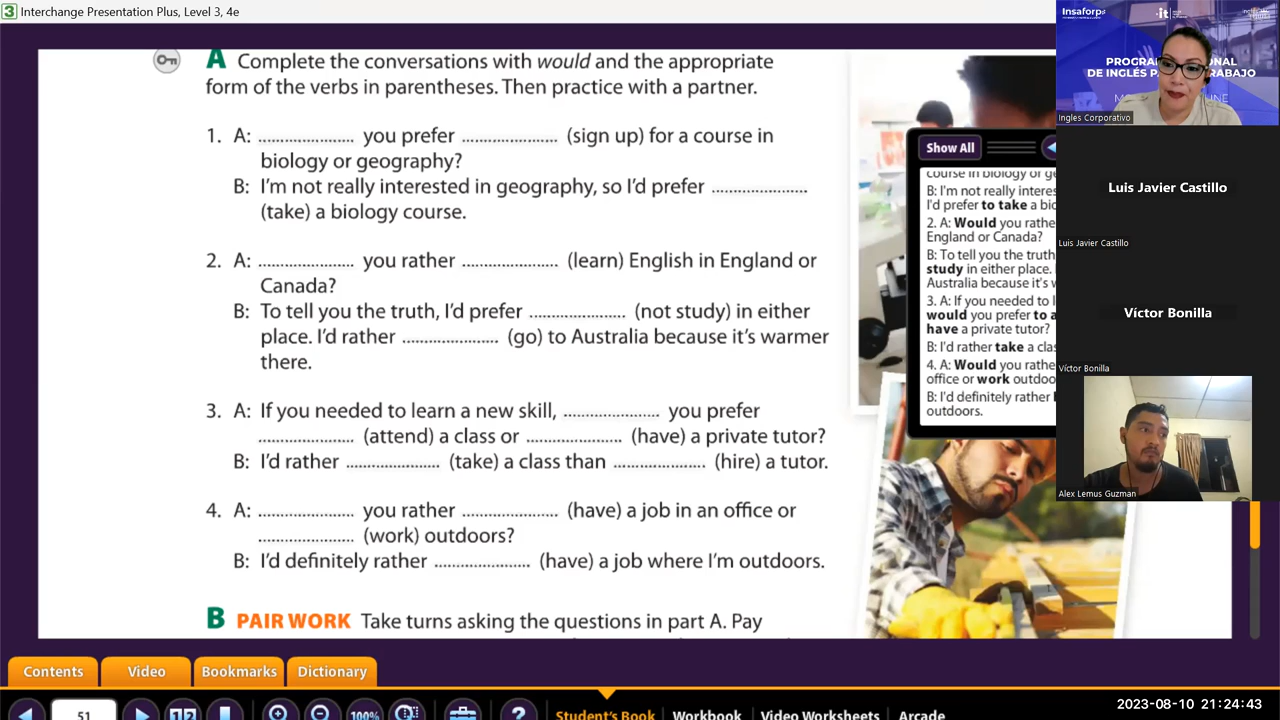 Interchange Presentation Plus, Level 3, 4e
A Complete the conversations with would and the appropriate
form of the verbs in parentheses. Then practice with a partner.
1. A: .................... you prefer .................... (sign up) for a course in
biology or geography?
B: I'm not really interested in geography, so I'd prefer ....................
(take) a biology course.
2. A: .................... you rather .................... (learn) English in England or
Canada?
B: To tell you the truth, I'd prefer .................... (not study) in either
place. I'd rather .................... (go) to Australia because it's warmer
there.
3. A: If you needed to learn a new skill, .................... you prefer
.................... (attend) a class or .................... (have) a private tutor?
B: I'd rather .................... (take) a class than .................... (hire) a tutor.
4. A: .................... you rather .................... (have) a job in an office or
.................... (work) outdoors?
B: I'd definitely rather .................... (have) a job where I'm outdoors.
B PAIR WORK Take turns asking the questions in part A. Pay
Show All
course in biology or
B: I'm not really
I'd prefer to take a
2. A: Would you rathe
England or Canada?
B: To tell you the truth
study in either place.
Australia because it's
3. A: If you needed to
would you prefer to
have a private tutor?
B: I'd rather take a
4. A: Would you rathe
office or work
B: I'd definitely rather
outdoors.
Insaforp
it
DE INGLÉS
Ingles Corporativo
Luis Javier Castillo
Luis Javier Castillo
Víctor Bonilla
Víctor Bonilla
Alex Lemus Guzman
Contents
Video
Bookmarks
Dictionary
51
1 2
100%
?
Student's Book
Workbook
Video Worksheets
Arcade
2023-08-10 21:24:43